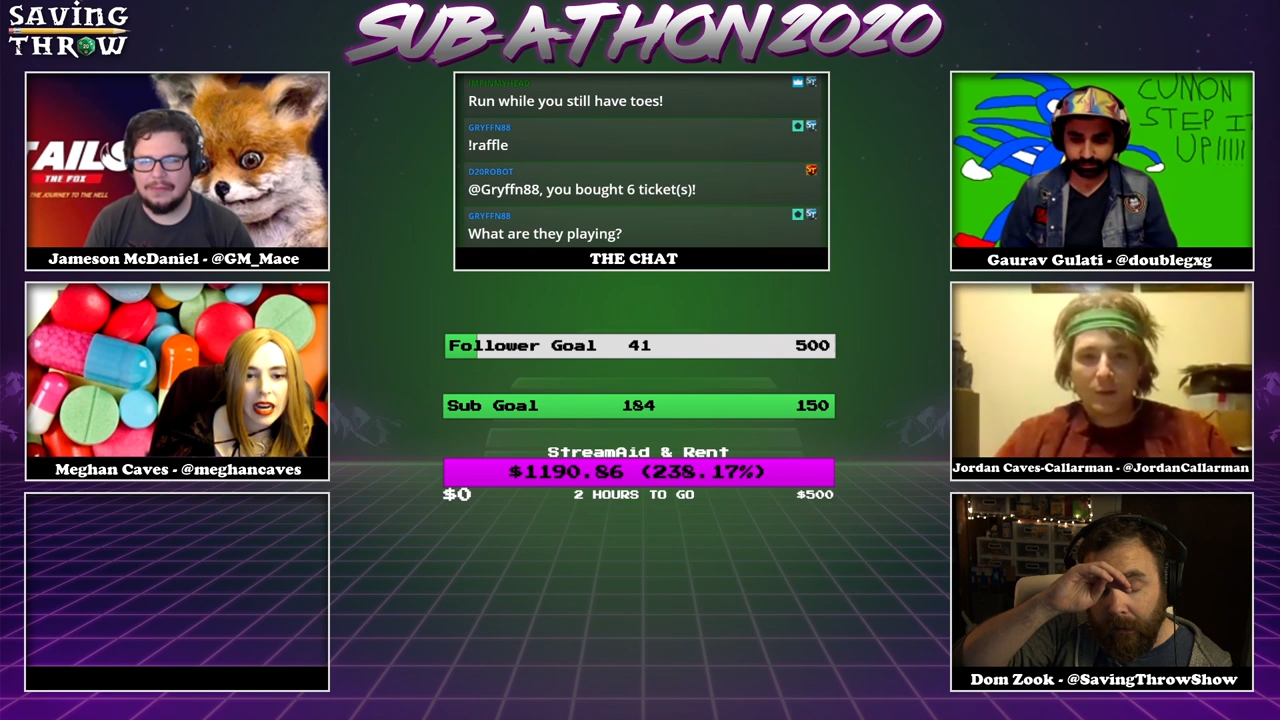 SAVING
THROW
SUB-A-THON 2020
TAILS
THE FOX
THE JOURNEY TO THE HELL
Jameson McDaniel - @GM_Mace
IMPINMYHEAD
Run while you still have toes!
GRYFFN88
!raffle
D20ROBOT
@Gryffn88, you bought 6 ticket(s)!
GRYFFN88
What are they playing?
THE CHAT
CUMON
STEP IT
UP!!!!!
Gaurav Gulati - @doublegxg
Meghan Caves - @meghancaves
Follower Goal 41 500
Sub Goal 184 150
StreamAid & Rent
$1190.86 (238.17%)
$0 2 HOURS TO GO $500
Jordan Caves-Callarman - @JordanCallarman
Dom Zook - @SavingThrowShow